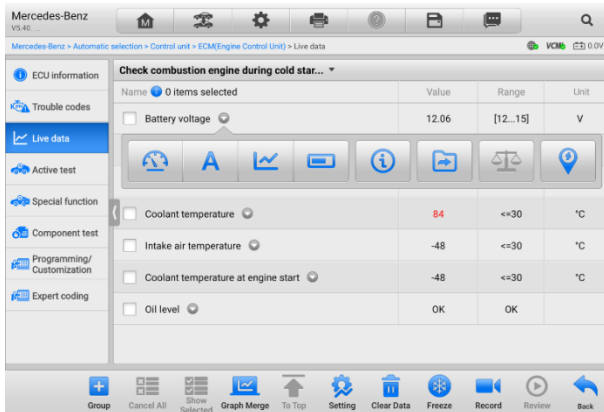 Mercedes-Benz
V5.40. ...
Mercedes-Benz > Automatic selection > Control unit > ECM(Engine Control Unit) > Live data
VCMI
0.0V
ECU information
Trouble codes
Live data
Active test
Special function
Component test
Programming/
Customization
Expert coding
Check combustion engine during cold star...
Name 0 items selected Value Range Unit
Battery voltage 12.06 [12...15] V
A
Coolant temperature 84 <=30 °C
Intake air temperature -48 <=30 °C
Coolant temperature at engine start -48 <=30 °C
Oil level OK OK
Group
Cancel All
Show
Selected
Graph Merge
To Top
Setting
Clear Data
Freeze
Record
Review
Back